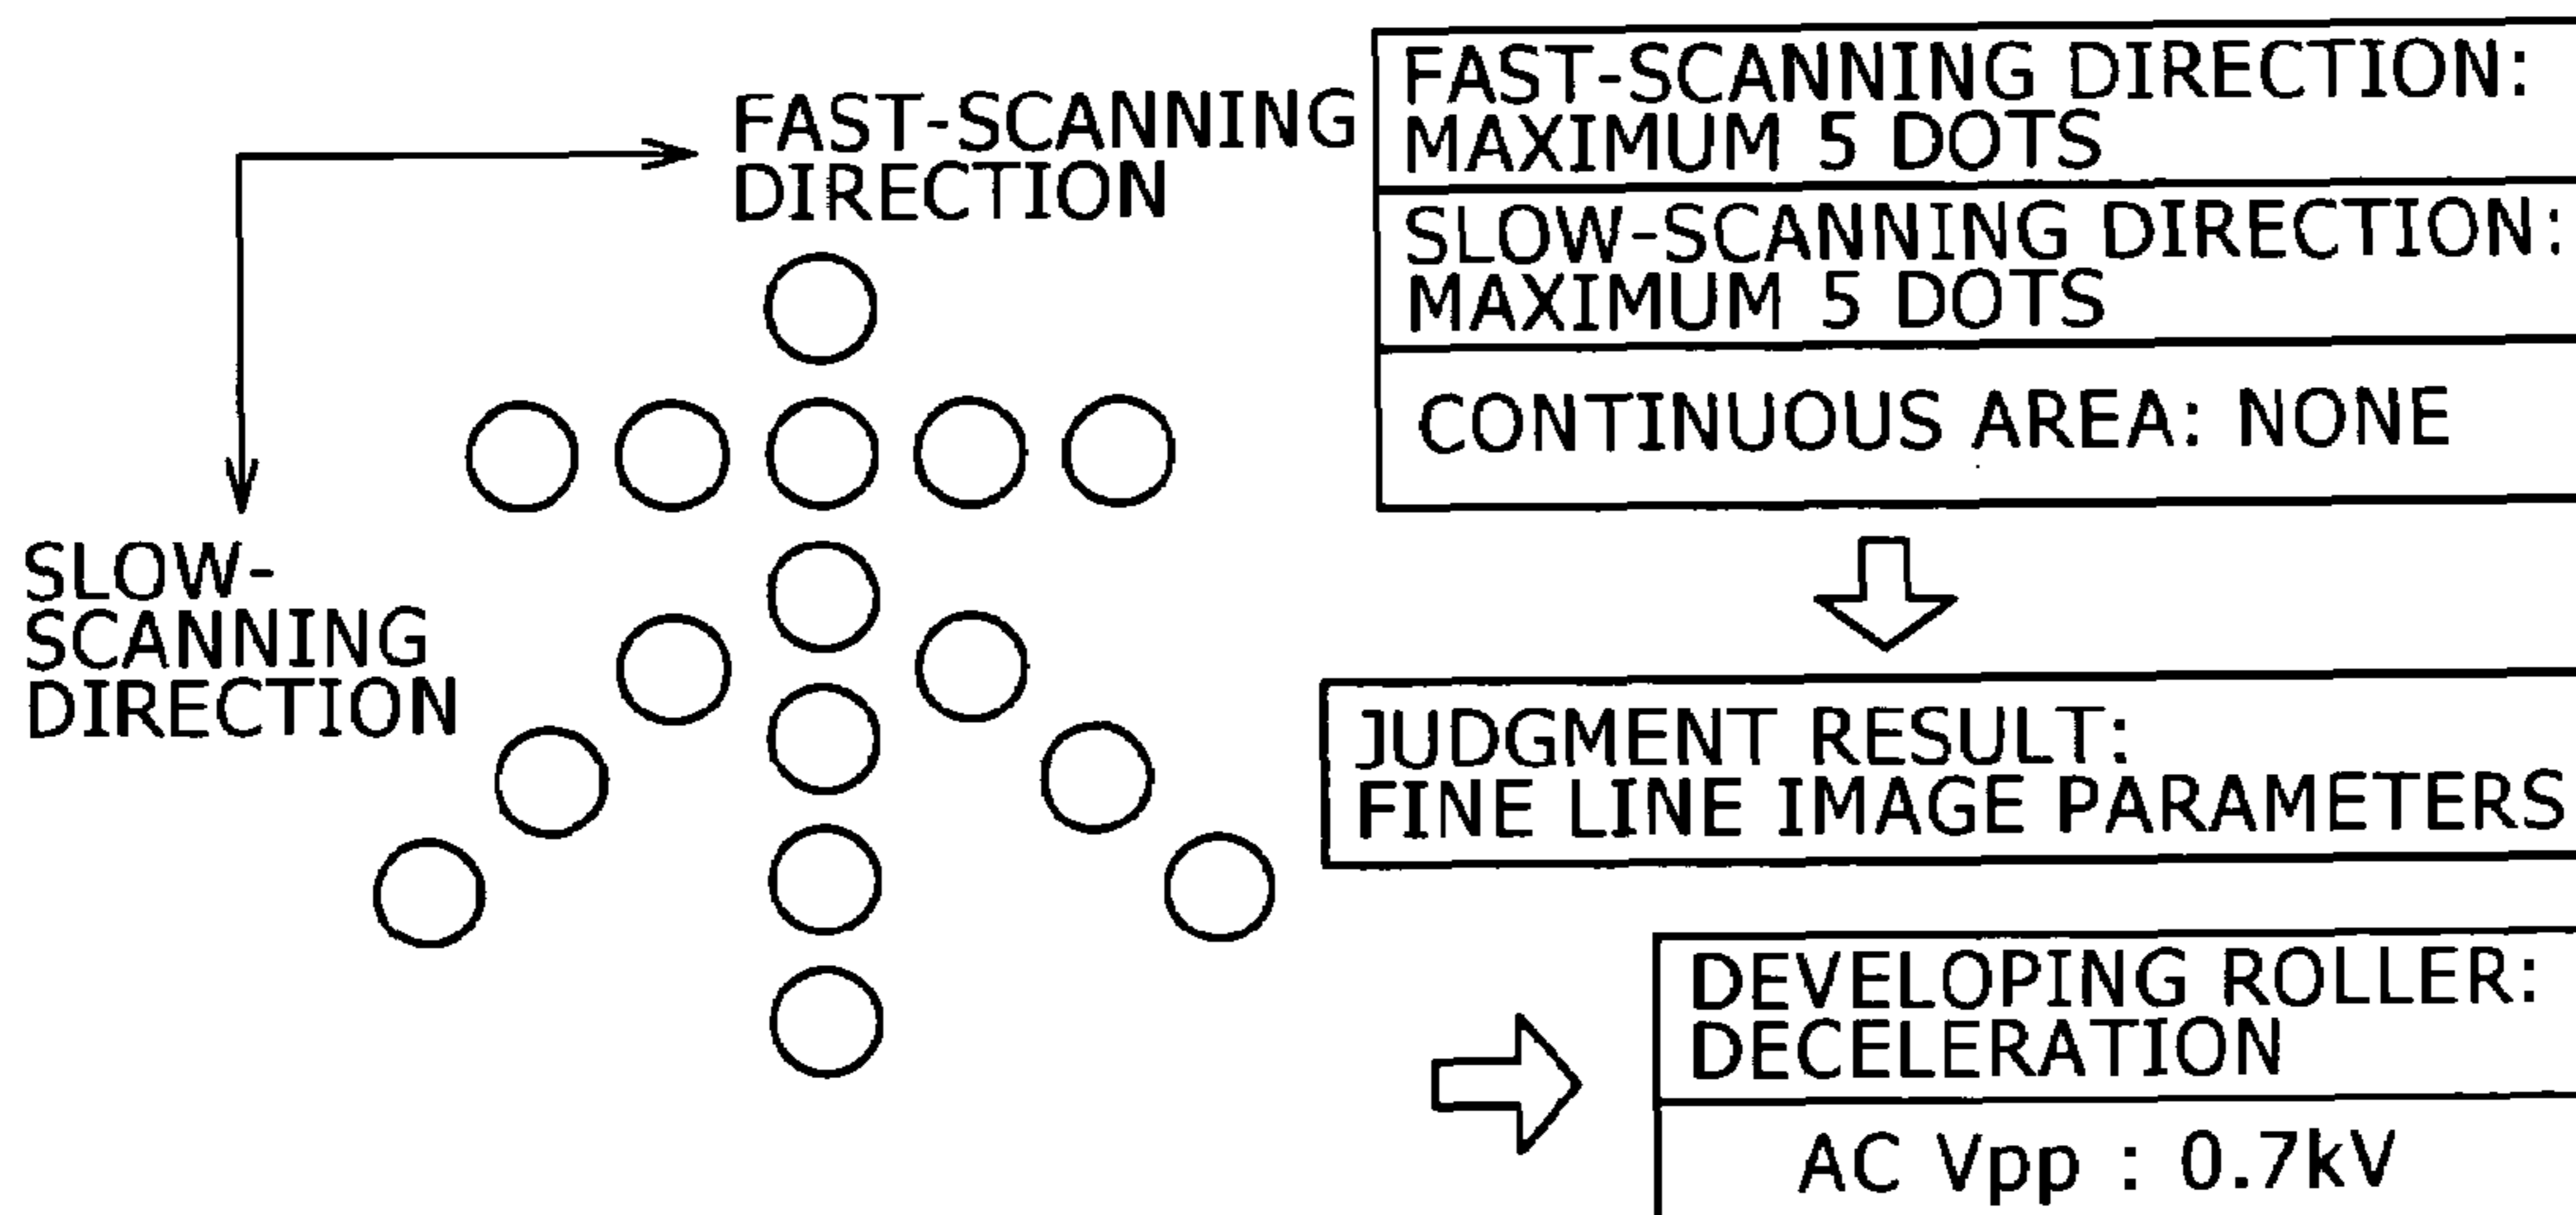 FAST-SCANNING
DIRECTION
SLOW-
SCANNING
DIRECTION
FAST-SCANNING DIRECTION:
MAXIMUM 5 DOTS
SLOW-SCANNING DIRECTION:
MAXIMUM 5 DOTS
CONTINUOUS AREA: NONE
JUDGMENT RESULT:
FINE LINE IMAGE PARAMETERS
DEVELOPING ROLLER:
DECELERATION
AC Vpp : 0.7kV